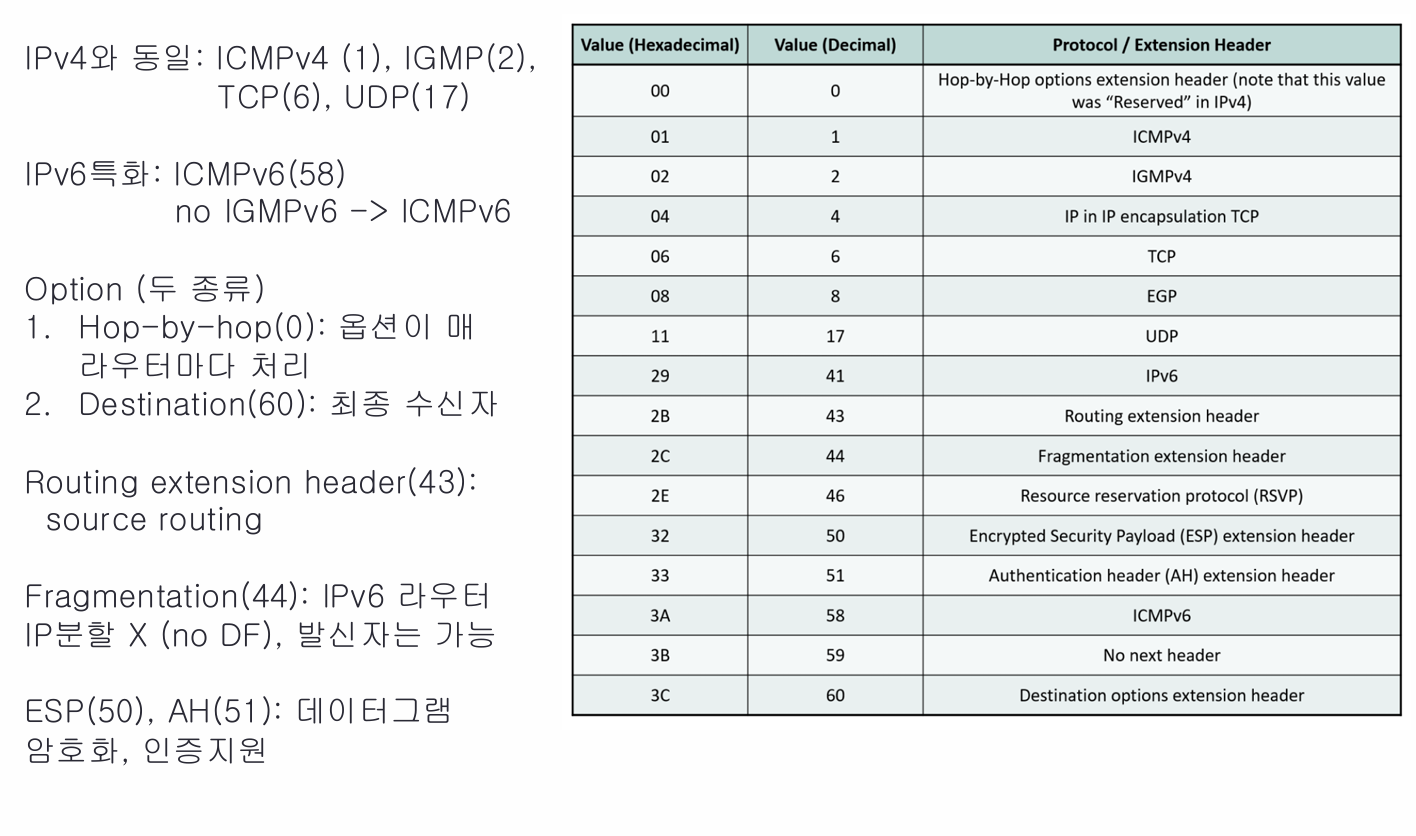 IPv4와 동일: ICMPv4 (1), IGMP(2),
TCP(6), UDP(17)
IPv6특화: ICMPv6(58)
no IGMPv6 -> ICMPv6
Option (두 종류)
1. Hop-by-hop(0): 옵션이 매
라우터마다 처리
2. Destination(60): 최종 수신자
Routing extension header(43):
source routing
Fragmentation(44): IPv6 라우터
IP분할 X (no DF), 발신자는 가능
ESP(50), AH(51): 데이터그램
암호화, 인증지원
Value (Hexadecimal) Value (Decimal) Protocol / Extension Header
00 0 Hop-by-Hop options extension header (note that this value
was “Reserved” in IPv4)
01 1 ICMPv4
02 2 IGMPv4
04 4 IP in IP encapsulation TCP
06 6 TCP
08 8 EGP
11 17 UDP
29 41 IPv6
2B 43 Routing extension header
2C 44 Fragmentation extension header
2E 46 Resource reservation protocol (RSVP)
32 50 Encrypted Security Payload (ESP) extension header
33 51 Authentication header (AH) extension header
3A 58 ICMPv6
3B 59 No next header
3C 60 Destination options extension header